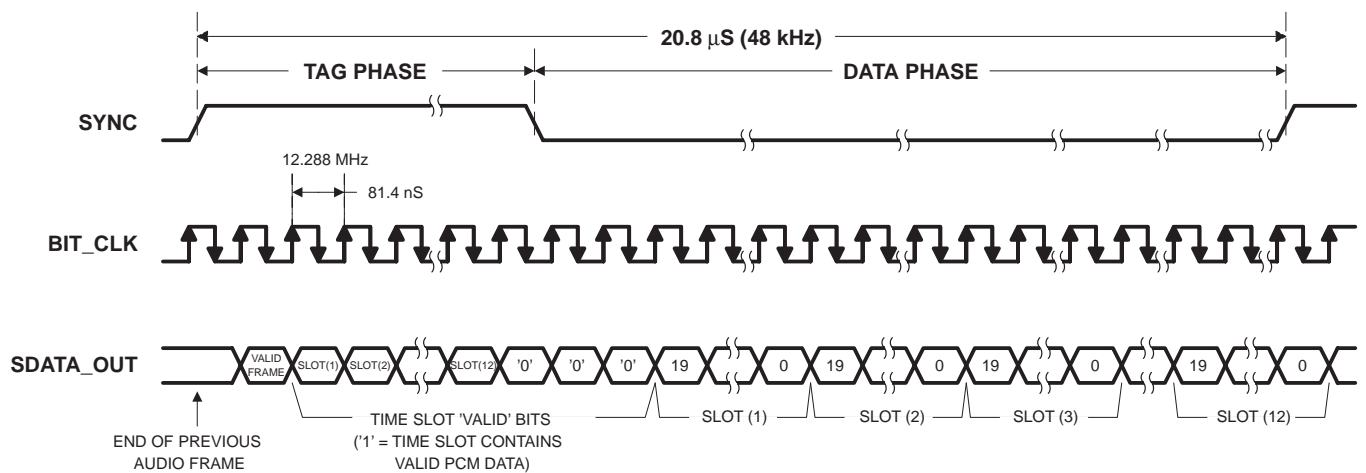 20.8 µS (48 kHz)
TAG PHASE
DATA PHASE
SYNC
12.288 MHz
81.4 nS
BIT_CLK
SDATA_OUT
VALID
FRAME
SLOT(1)
SLOT(2)
SLOT(12)
'0'
'0'
'0'
19
0
19
0
19
0
19
0
END OF PREVIOUS
AUDIO FRAME
TIME SLOT 'VALID' BITS
('1' = TIME SLOT CONTAINS
VALID PCM DATA)
SLOT (1)
SLOT (2)
SLOT (3)
SLOT (12)